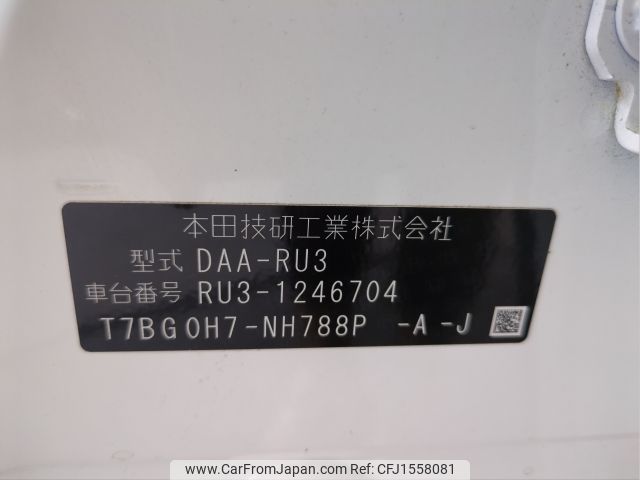 本田技研工業株式会社
型式 DAA-RU3
車台番号 RU3-1246704
T7BG0H7-NH788P -A -J
www.CarFromJapan.com | CFJ1558081